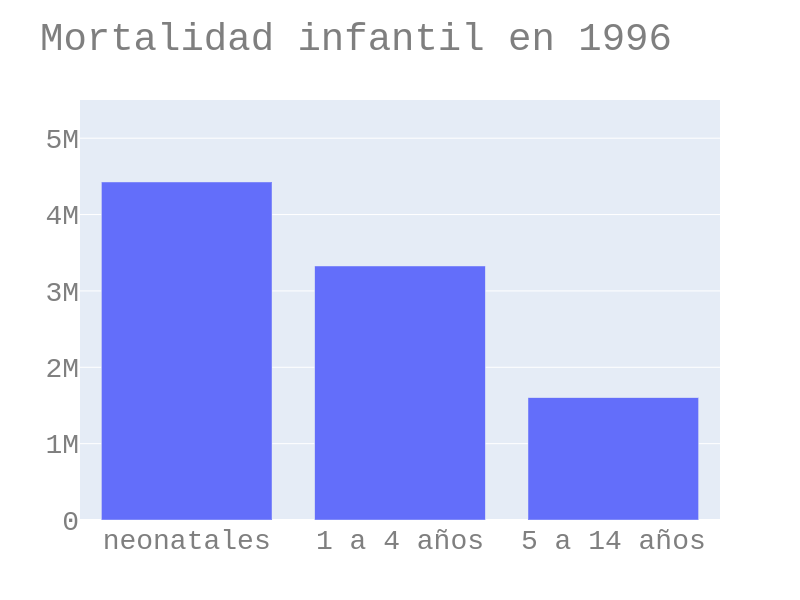 Mortalidad infantil en 1996
5M
4M
3M
2M
1M
0
neonatales 1 a 4 años 5 a 14 años